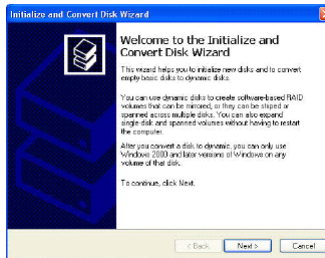 Initialize and Convert Disk Wizard
Welcome to the Initialize and
Convert Disk Wizard
This wizard helps you to initialize new disks and to convert
empty basic disks to dynamic disks.
You can use dynamic disks to create software-based RAID
volumes that can be mirrored, or they can be striped or
spanned across multiple disks. You can also expand
single disk and spanned volumes without having to restart
the computer.
After you convert a disk to dynamic, you can only use
Windows 2000 and later versions of Windows on any
volume of that disk.
To continue, click Next.
< Back
Next >
Cancel